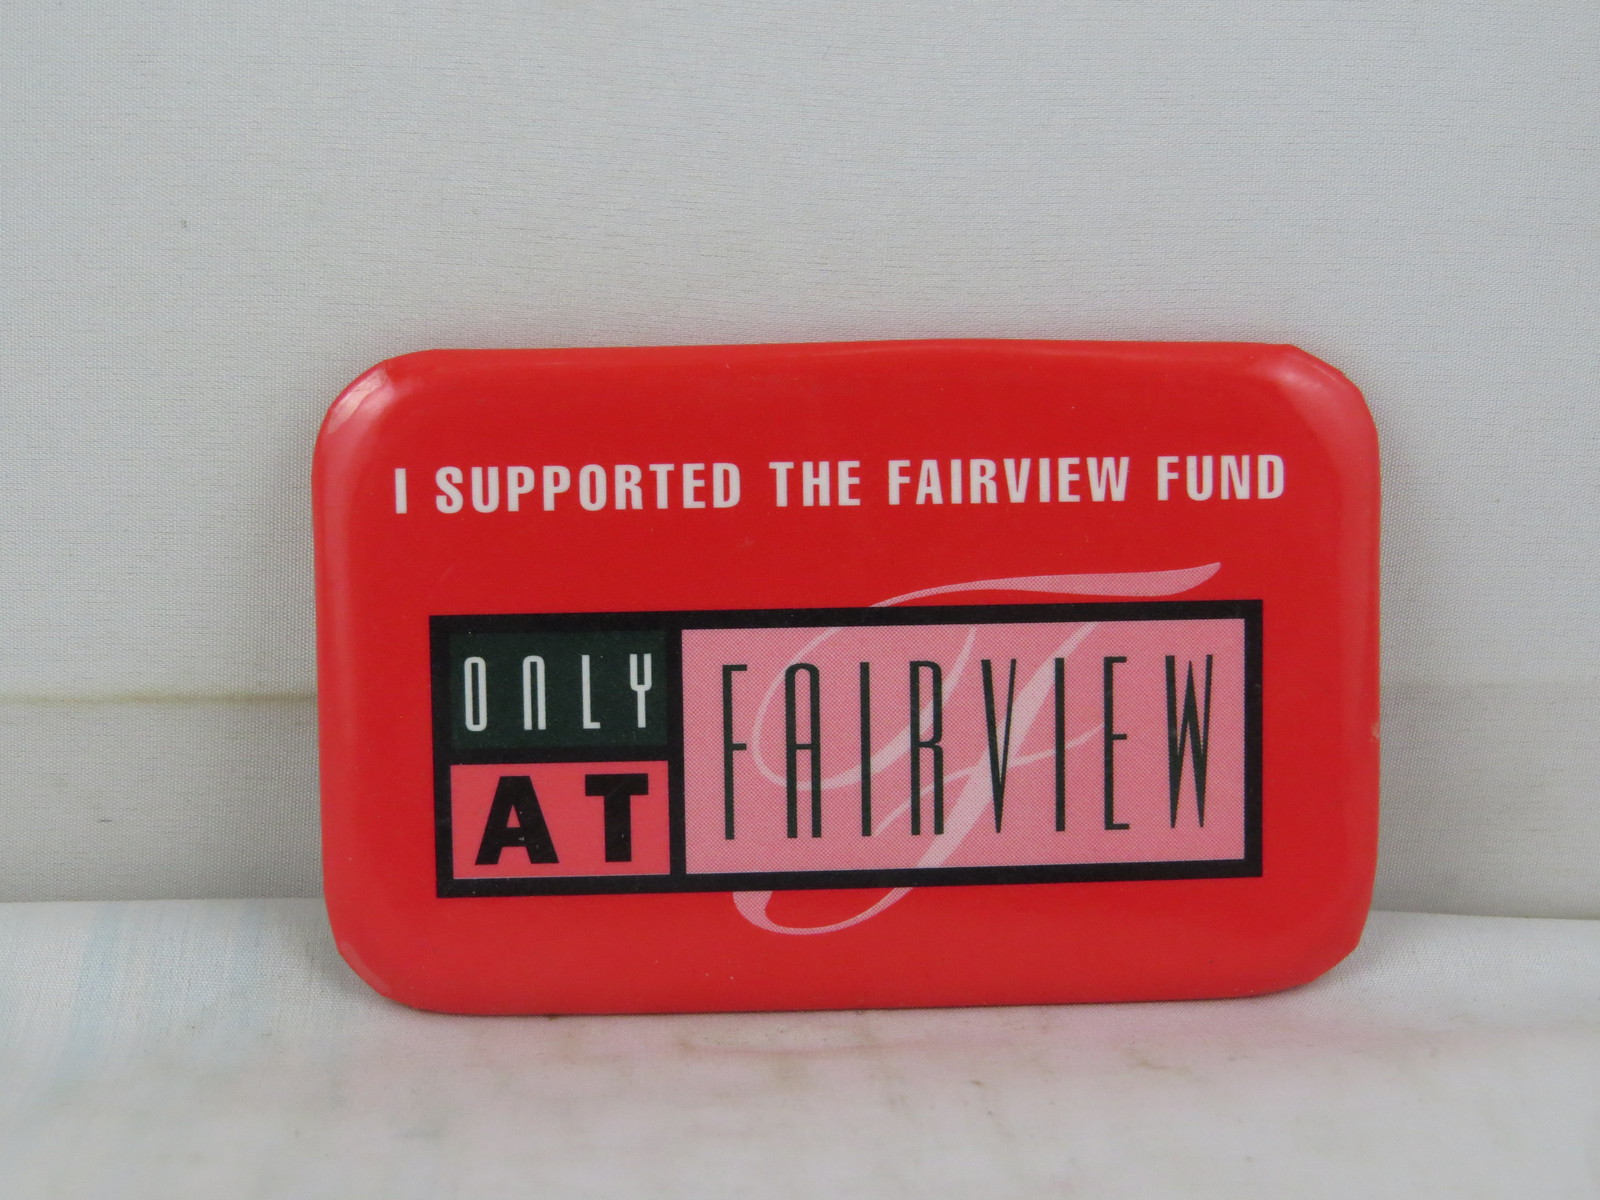 I SUPPORTED THE FAIRVIEW FUND
ONLY
AT
FAIRVIEW